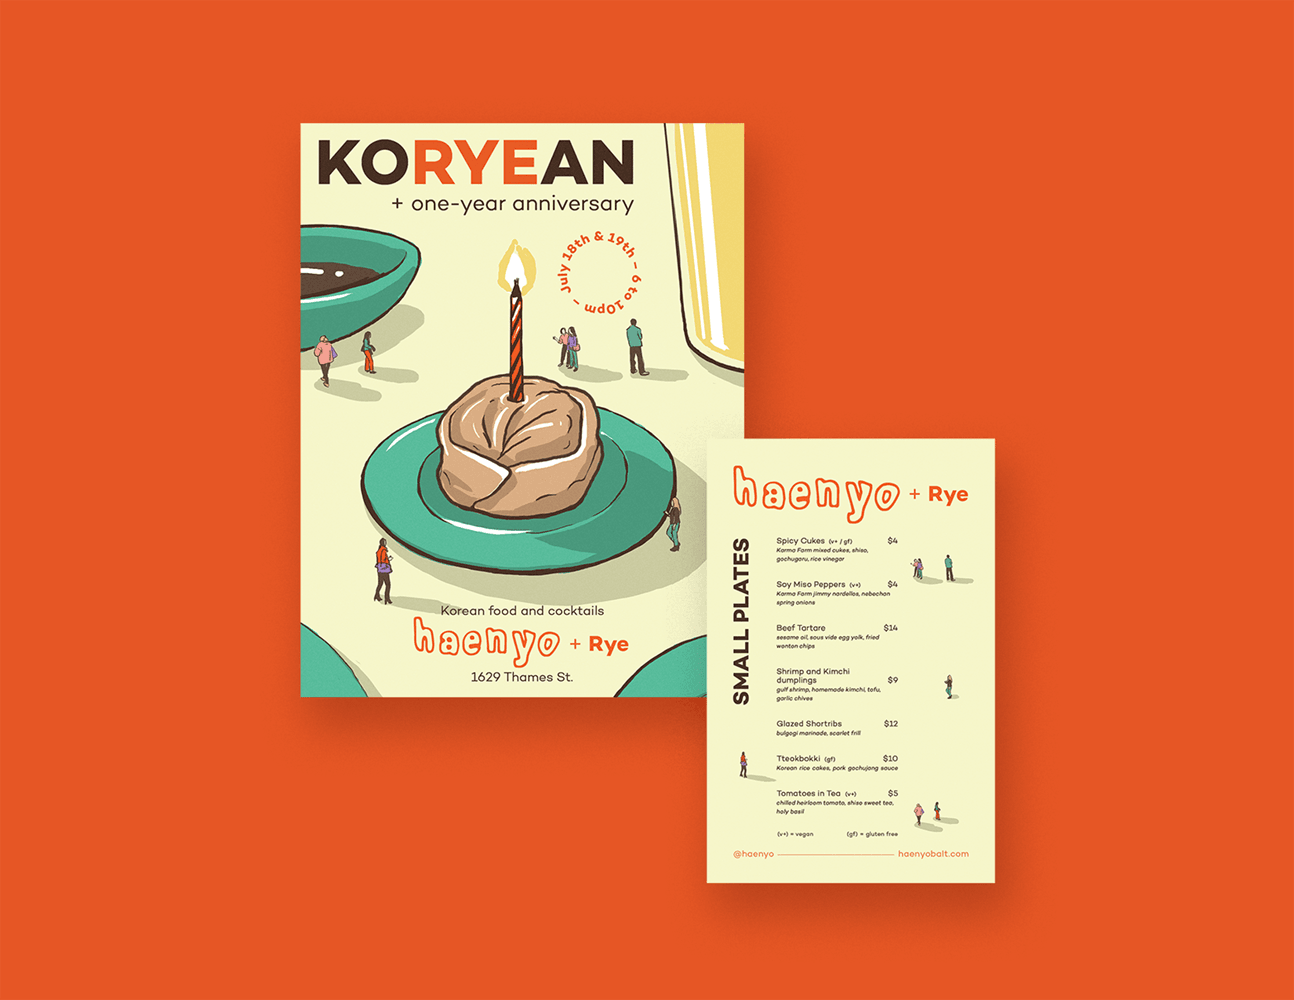 KORYEAN
+ one-year anniversary
July 18th & 19th – 6 to 10pm –
Korean food and cocktails
haenyo + Rye
1629 Thames St.
haenyo + Rye
SMALL PLATES
Spicy Cukes (v+ / gf) $4
Karma Farm mixed cukes, shiso,
gochugaru, rice vinegar
Soy Miso Peppers (v+) $4
Karma Farm jimmy nardellos, nebechan
spring onions
Beef Tartare $14
sesame oil, sous vide egg yolk, fried
wonton chips
Shrimp and Kimchi
dumplings $9
gulf shrimp, homemade kimchi, tofu,
garlic chives
Glazed Shortribs $12
bulgogi marinade, scarlet frill
Tteokbokki (gf) $10
Korean rice cakes, pork gochujang sauce
Tomatoes in Tea (v+) $5
chilled heirloom tomato, shiso sweet tea,
holy basil
(v+) = vegan (gf) = gluten free
@haenyo haenyobalt.com